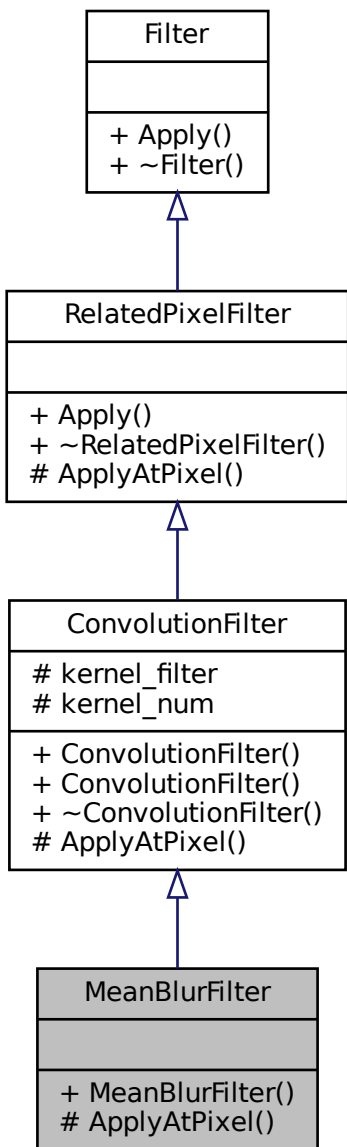 Filter
+ Apply()
+ ~Filter()
RelatedPixelFilter
+ Apply()
+ ~RelatedPixelFilter()
# ApplyAtPixel()
ConvolutionFilter
# kernel_filter
# kernel_num
+ ConvolutionFilter()
+ ConvolutionFilter()
+ ~ConvolutionFilter()
# ApplyAtPixel()
MeanBlurFilter
+ MeanBlurFilter()
# ApplyAtPixel()